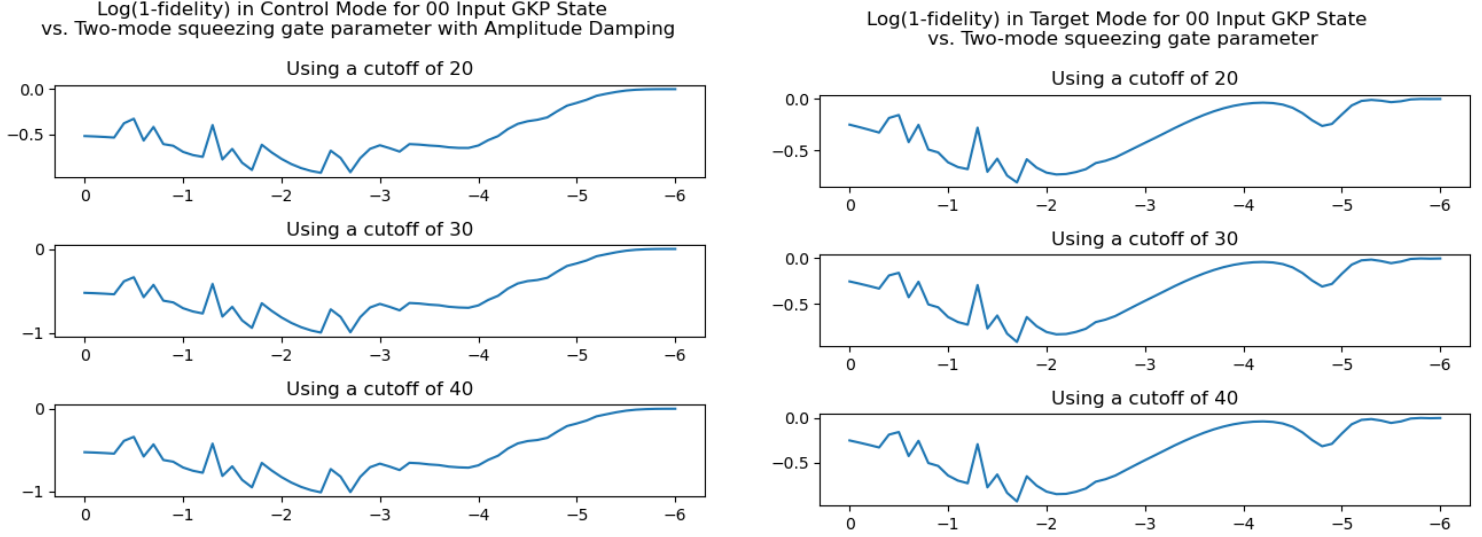 Log(1-fidelity) in Control Mode for 00 Input GKP State
vs. Two-mode squeezing gate parameter with Amplitude Damping
Using a cutoff of 20
0.0
−0.5
0 −1 −2 −3 −4 −5 −6
Using a cutoff of 30
0
−1
0 −1 −2 −3 −4 −5 −6
Using a cutoff of 40
0
−1
0 −1 −2 −3 −4 −5 −6
Log(1-fidelity) in Target Mode for 00 Input GKP State
vs. Two-mode squeezing gate parameter
Using a cutoff of 20
0.0
−0.5
0 −1 −2 −3 −4 −5 −6
Using a cutoff of 30
0.0
−0.5
0 −1 −2 −3 −4 −5 −6
Using a cutoff of 40
0.0
−0.5
0 −1 −2 −3 −4 −5 −6